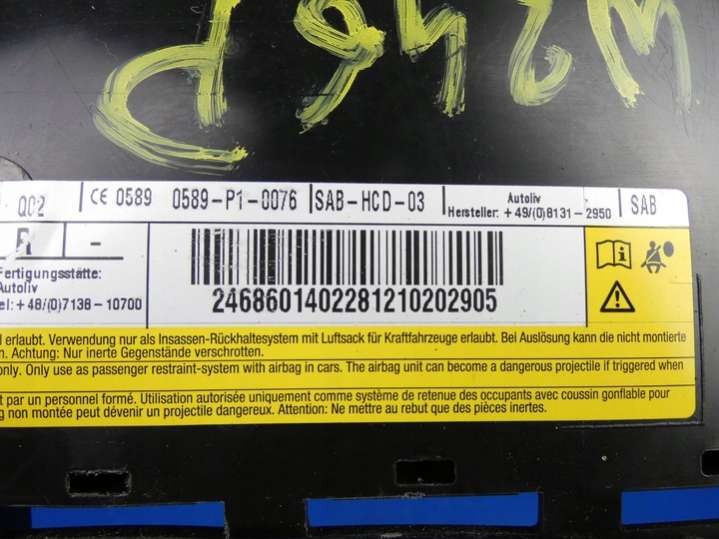 W246P
Q02 CE 0589 0589-P1-0076 SAB-HCD-03 Autoliv SAB
Hersteller: +49/(0)8131-2950
R -
Fertigungsstätte:
Autoliv
el: +48/(0)7136-10700
246860140228121020 2905
l erlaubt. Verwendung nur als Insassen-Rückhaltesystem mit Luftsack für Kraftfahrzeuge erlaubt. Bei Auslösung kann die nicht montierte
n. Achtung: Nur inerte Gegenstände verschrotten.
only. Only use as passenger restraint-system with airbag in cars. The airbag unit can become a dangerous projectile if triggered when
t par un personnel formé. Utilisation autorisée uniquement comme système de retenue des occupants avec coussin gonflable pour
g non montée peut dévenir un projectile dangereux. Attention: Ne mettre au rebut que des pièces inertes.